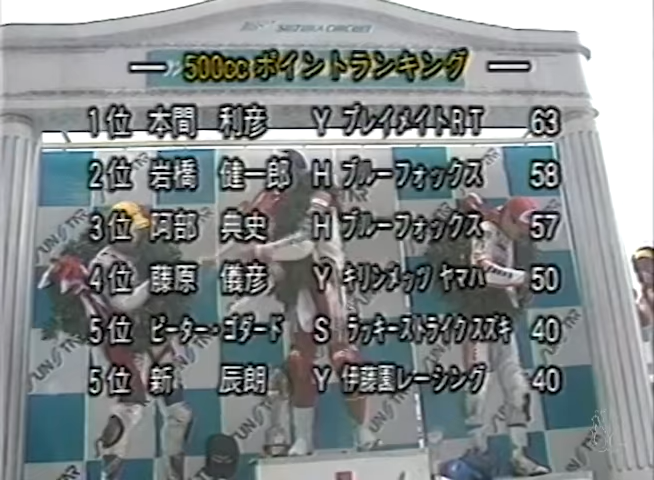 SUZUKA CIRCUIT
500cc ポイントランキング
1位 本間 利彦 Y プレイメイトRT 63
2位 岩橋 健一郎 H ブルーフォックス 58
3位 阿部 典史 H ブルーフォックス 57
4位 藤原 儀彦 Y キリンメッツ ヤマハ 50
5位 ピーター・ゴダード S ラッキーストライクスズキ 40
5位 新 辰朗 Y 伊藤園レーシング 40
SUNSTAR